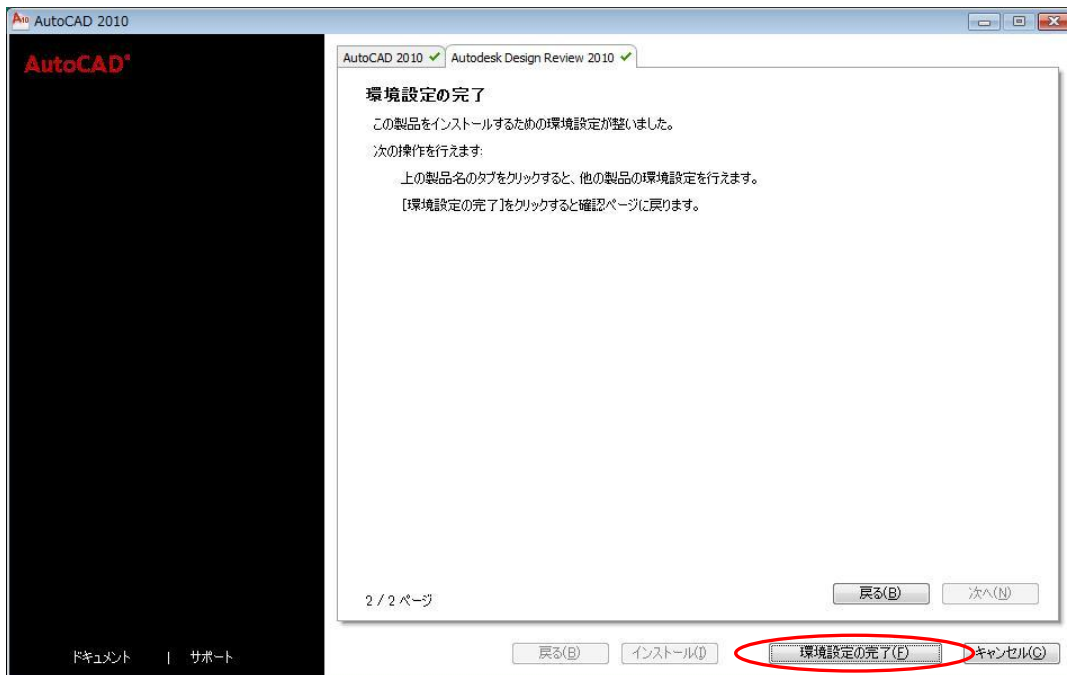 AutoCAD 2010
AutoCAD®
AutoCAD 2010 Autodesk Design Review 2010
環境設定の完了
この製品をインストールするための環境設定が整いました。
次の操作を行えます:
上の製品名のタブをクリックすると、他の製品の環境設定を行えます。
[環境設定の完了]をクリックすると確認ページに戻ります。
2 / 2 ページ
戻る(B) 次へ(N)
ドキュメント | サポート
戻る(B) インストール(I) 環境設定の完了(F) キャンセル(C)